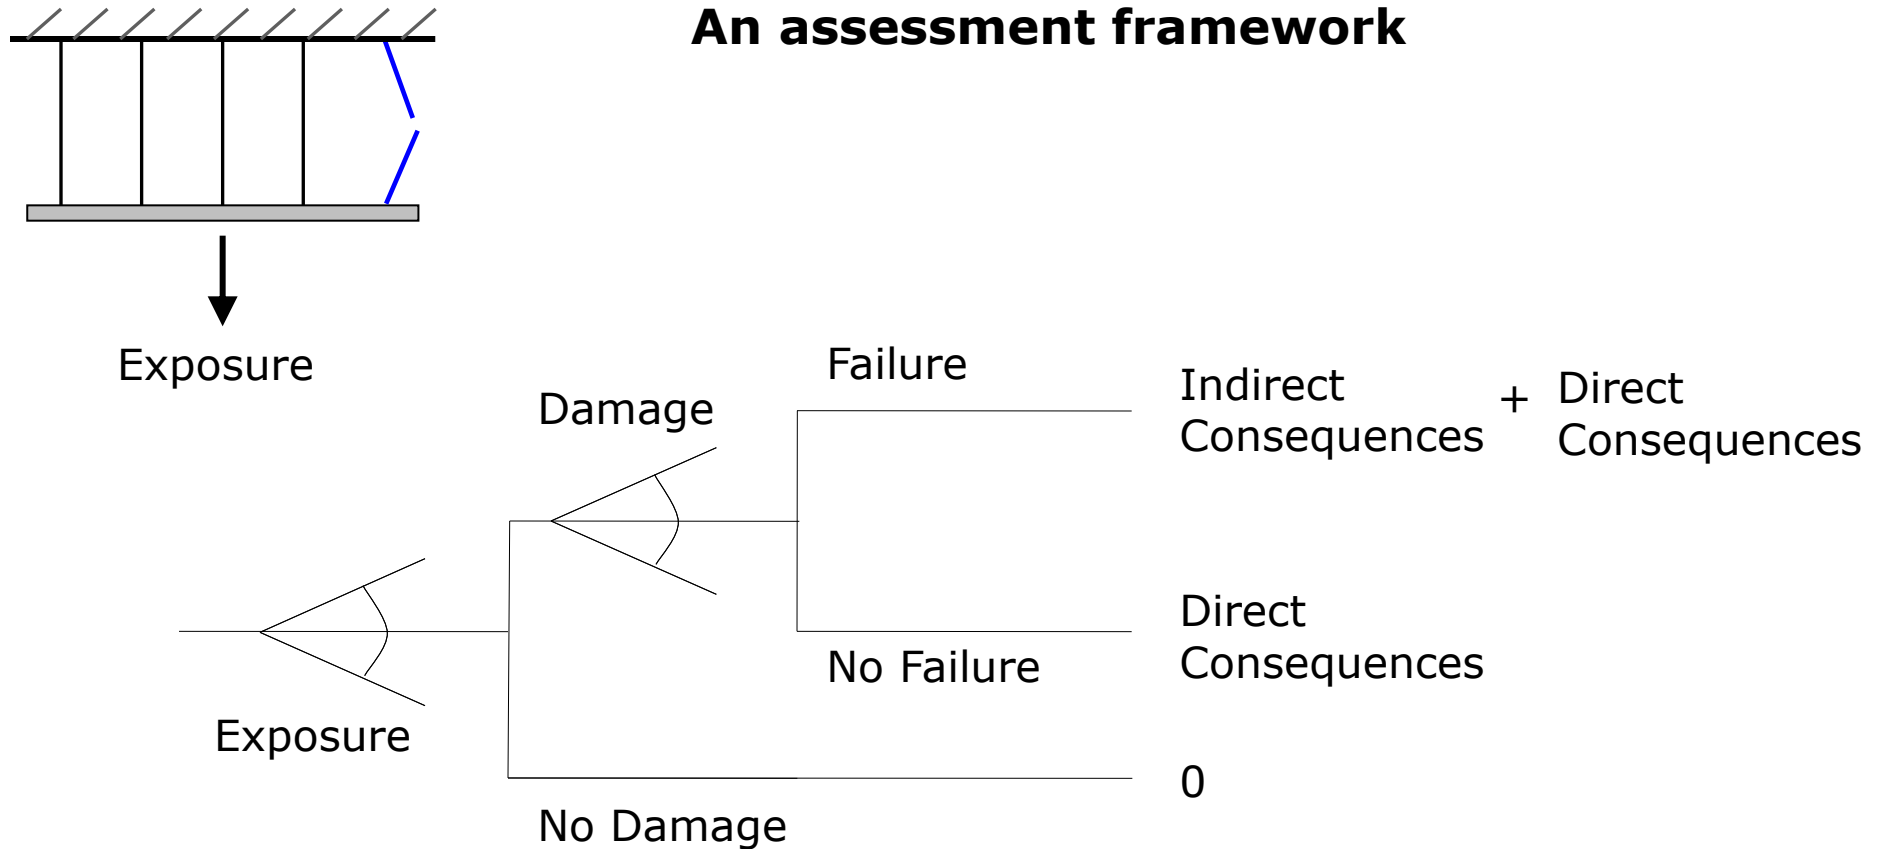 An assessment framework
Exposure
Failure
Damage
Indirect
Consequences
+
Direct
Consequences
Direct
Consequences
No Failure
Exposure
0
No Damage